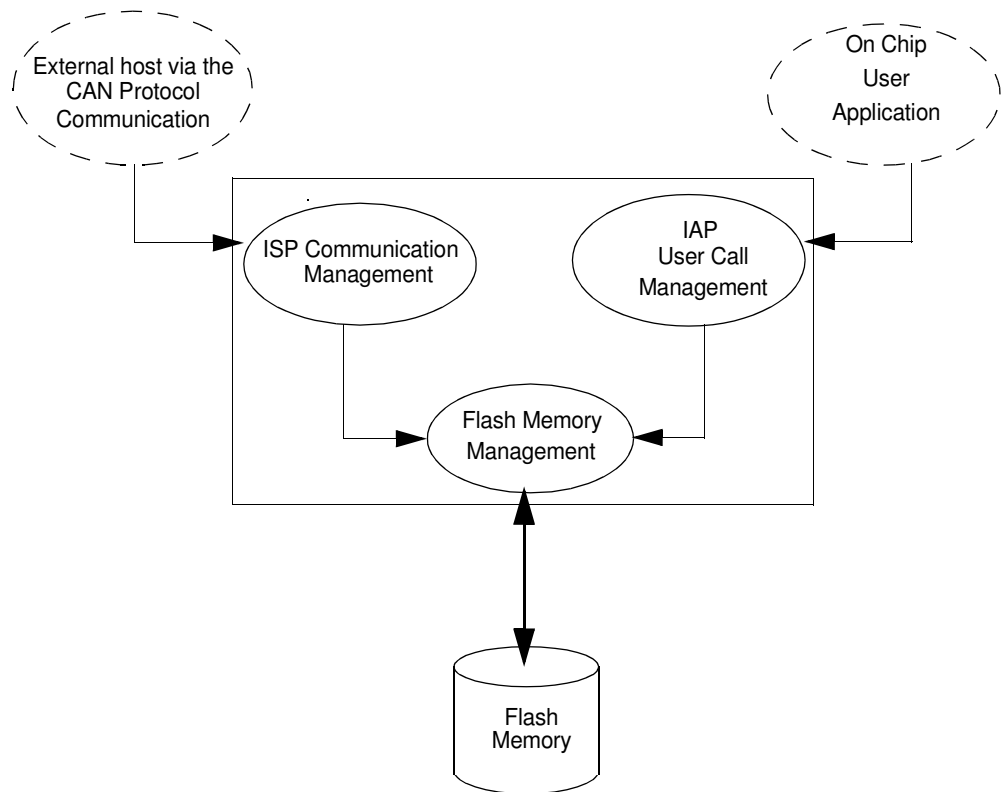 External host via the
CAN Protocol
Communication
On Chip
User
Application
ISP Communication
Management
IAP
User Call
Management
Flash Memory
Management
Flash
Memory